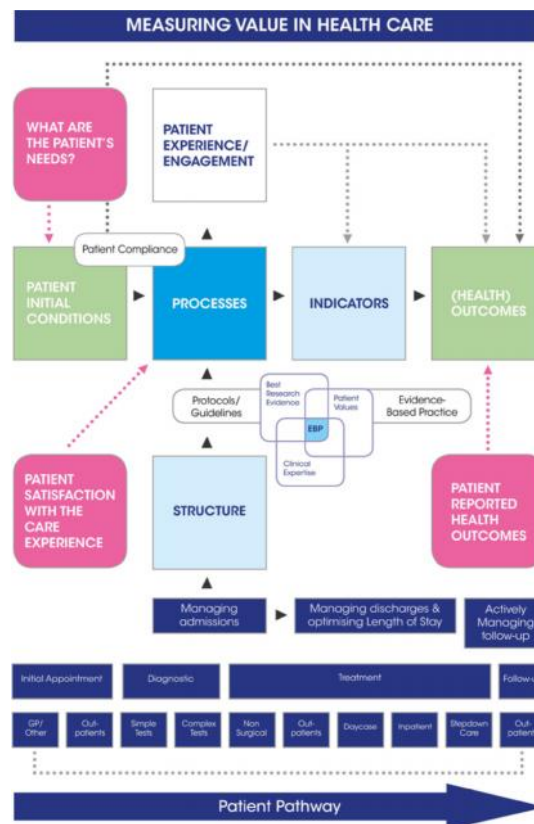 MEASURING VALUE IN HEALTH CARE
WHAT ARE
THE PATIENT'S
NEEDS?
PATIENT
EXPERIENCE/
ENGAGEMENT
Patient Compliance
PATIENT
INITIAL
CONDITIONS
PROCESSES
INDICATORS
(HEALTH)
OUTCOMES
Protocols/
Guidelines
Best
Research
Evidence
Patient
Values
EBP
Clinical
Expertise
Evidence-
Based Practice
PATIENT
SATISFACTION
WITH THE
CARE
EXPERIENCE
STRUCTURE
PATIENT
REPORTED
HEALTH
OUTCOMES
Managing
admissions
Managing discharges &
optimising Length of Stay
Actively
Managing
follow-up
Initial Appointment
Diagnostic
Treatment
Follow-u
GP/
Other
Out-
patients
Simple
Tests
Complex
Tests
Non
Surgical
Out-
patients
Daycase
Inpatient
Stepdown
Care
Out-
patient
Patient Pathway